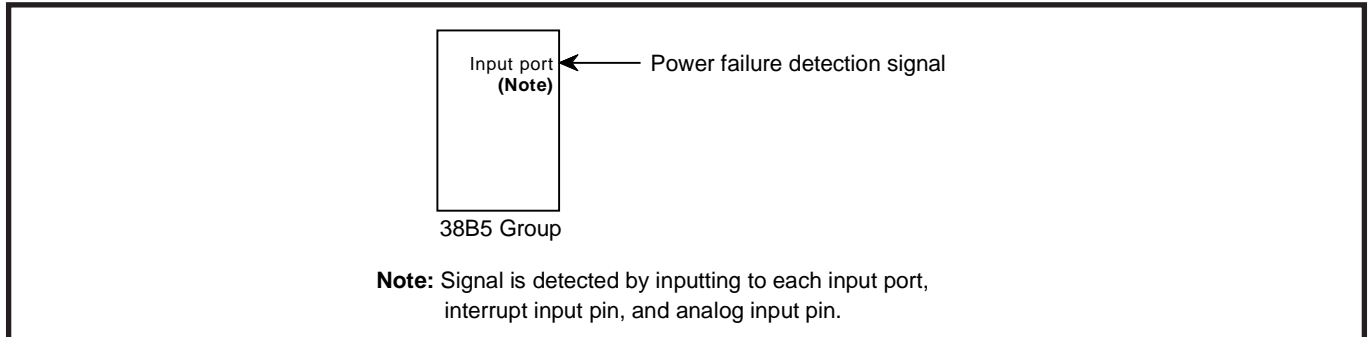 Input port
(Note)
Power failure detection signal
38B5 Group
Note: Signal is detected by inputting to each input port,
interrupt input pin, and analog input pin.